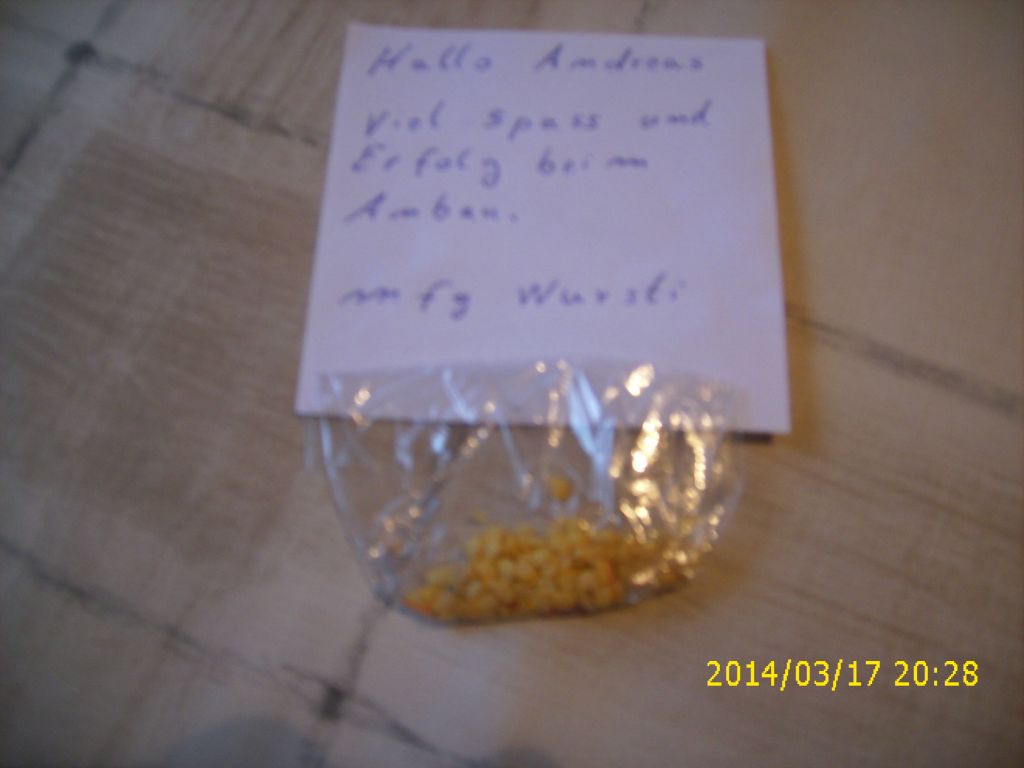 Hallo Andreas
Viel spass und
Erfolg beim
Anbau.
mfg Wursti
2014/03/17 20:28